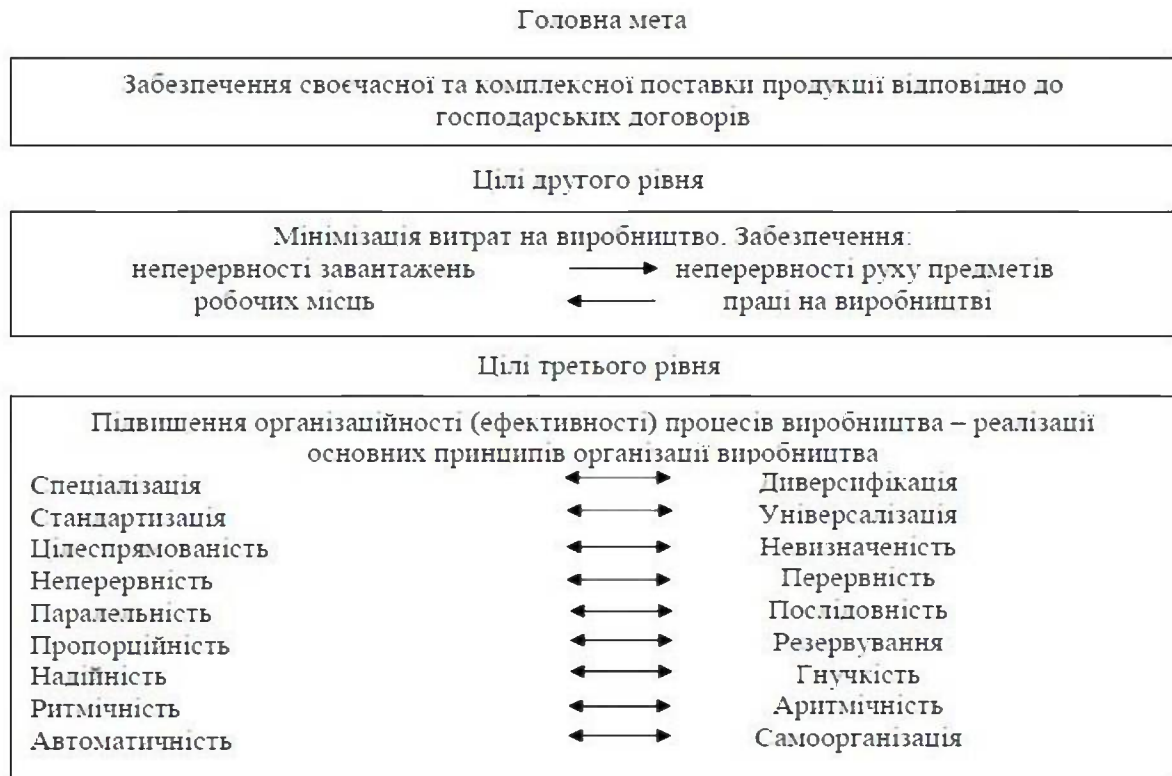 Головна мета
Забезпечення своєчасної та комплексної поставки продукції відповідно до
господарських договорів
Цілі другого рівня
Мінімізація витрат на виробництво. Забезпечення:
неперервності завантажень неперервності руху предметів
робочих місць праці на виробництві
Цілі третього рівня
Підвищення організаційності (ефективності) процесів виробництва – реалізації
основних принципів організації виробництва
Спеціалізація Диверсифікація
Стандартизація Універсалізація
Цілеспрямованість Невизначеність
Неперервність Перервність
Паралельність Послідовність
Пропорційність Резервування
Надійність Гнучкість
Ритмічність Аритмічність
Автоматичність Самоорганізація